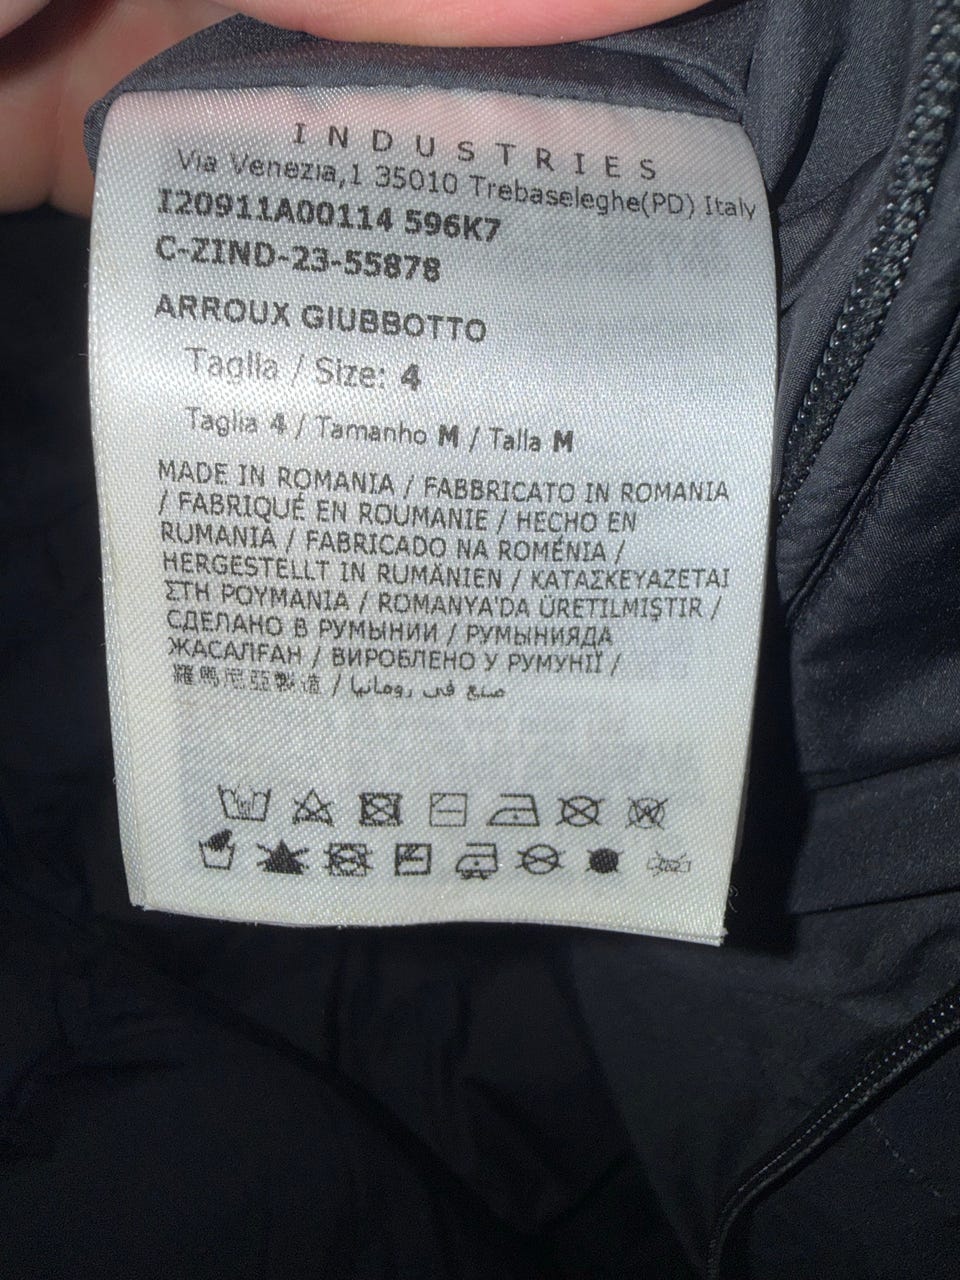 INDUSTRIES
Via Venezia,1 35010 Trebaseleghe(PD) Italy
I20911A00114 596K7
C-ZIND-23-55878
ARROUX GIUBBOTTO
Taglia / Size: 4
Taglia 4 / Tamanho M / Talla M
MADE IN ROMANIA / FABBRICATO IN ROMANIA
/ FABRIQUÉ EN ROUMANIE / HECHO EN
RUMANIA / FABRICADO NA ROMÉNIA /
HERGESTELLT IN RUMÄNIEN / ΚΑΤΑΣΚΕΥΑΖΕΤΑΙ
ΣΤΗ ΡΟΥΜΑΝΙΑ / ROMANYA'DA ÜRETILMIŞTIR /
СДЕЛАНО В РУМЫНИИ / РУМЫНИЯДА
ЖАСАЛҒАН / ВИРОБЛЕНО У РУМУНІЇ /
羅馬尼亞製造 / صنع في رومانيا